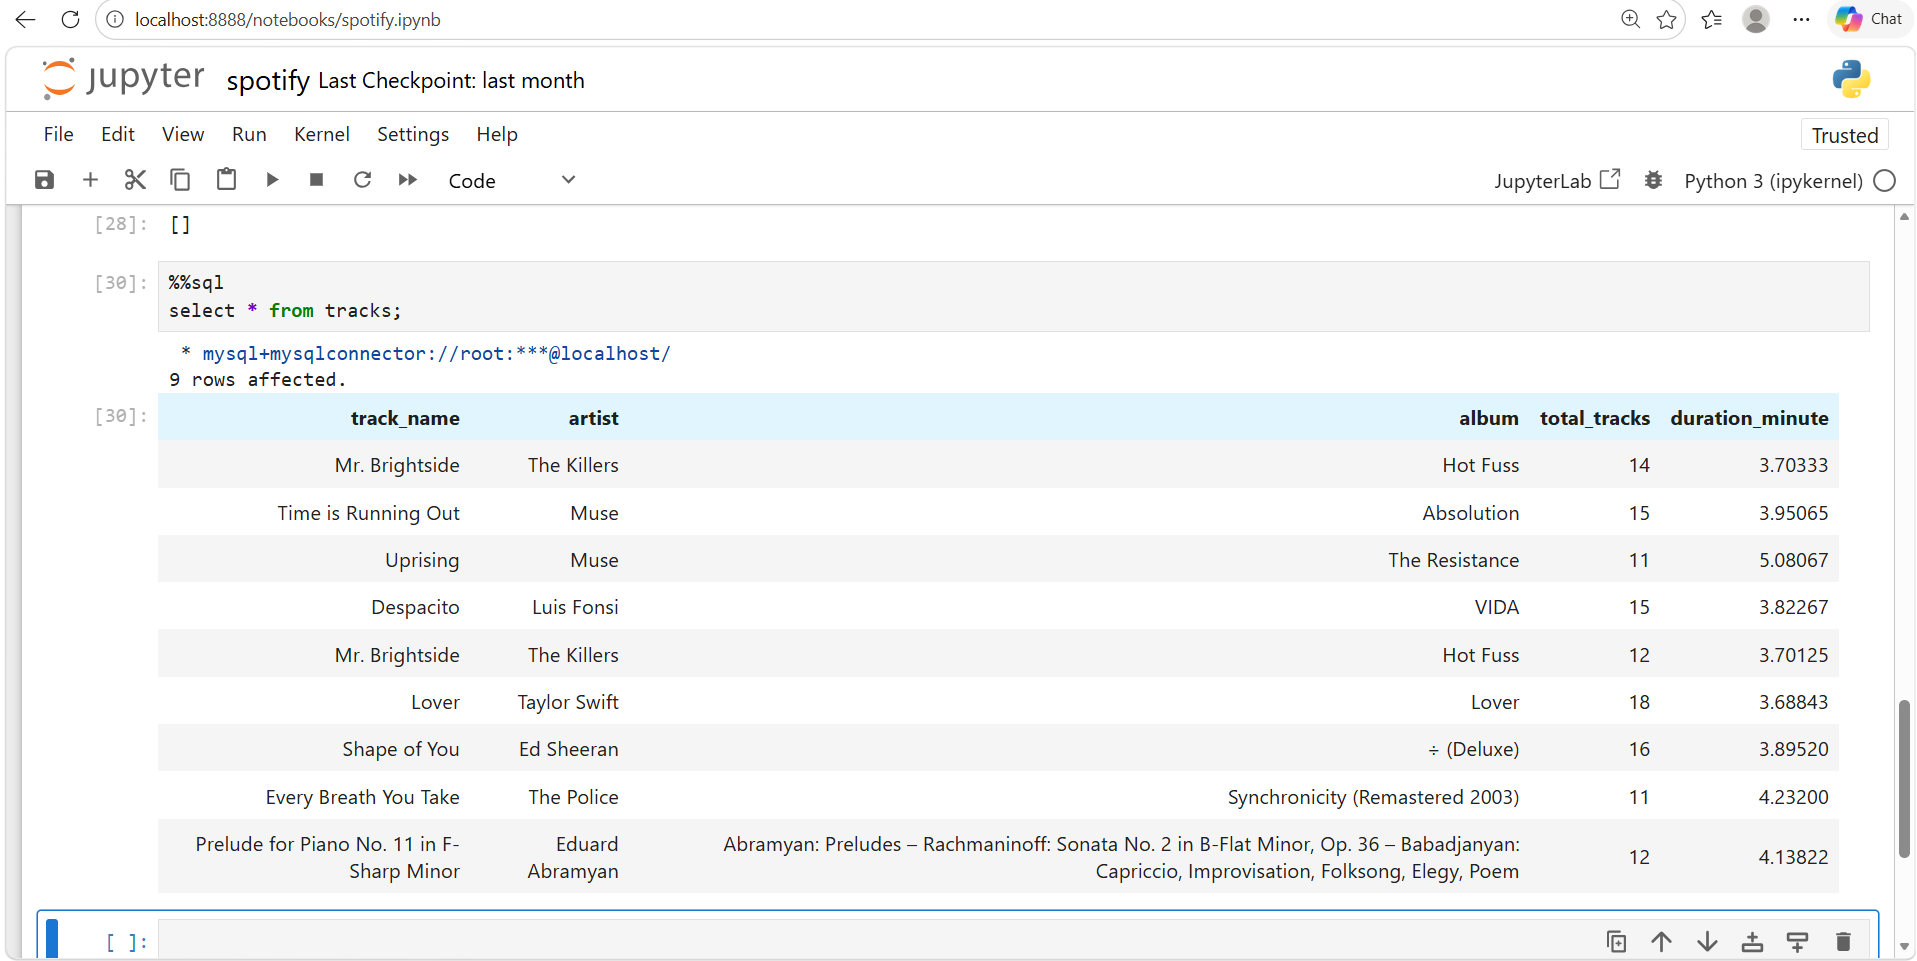 localhost:8888/notebooks/spotify.ipynb
Chat
jupyter spotify Last Checkpoint: last month
File Edit View Run Kernel Settings Help
Trusted
Code
JupyterLab
Python 3 (ipykernel)
[28]: []
[30]: %%sql
select * from tracks;
* mysql+mysqlconnector://root:***@localhost/
9 rows affected.
[30]: track_name artist album total_tracks duration_minute
Mr. Brightside The Killers Hot Fuss 14 3.70333
Time is Running Out Muse Absolution 15 3.95065
Uprising Muse The Resistance 11 5.08067
Despacito Luis Fonsi VIDA 15 3.82267
Mr. Brightside The Killers Hot Fuss 12 3.70125
Lover Taylor Swift Lover 18 3.68843
Shape of You Ed Sheeran ÷ (Deluxe) 16 3.89520
Every Breath You Take The Police Synchronicity (Remastered 2003) 11 4.23200
Prelude for Piano No. 11 in F- Eduard Abramyan: Preludes – Rachmaninoff: Sonata No. 2 in B-Flat Minor, Op. 36 – Babadjanyan: 12 4.13822
Sharp Minor Abramyan Capriccio, Improvisation, Folksong, Elegy, Poem
[ ]: